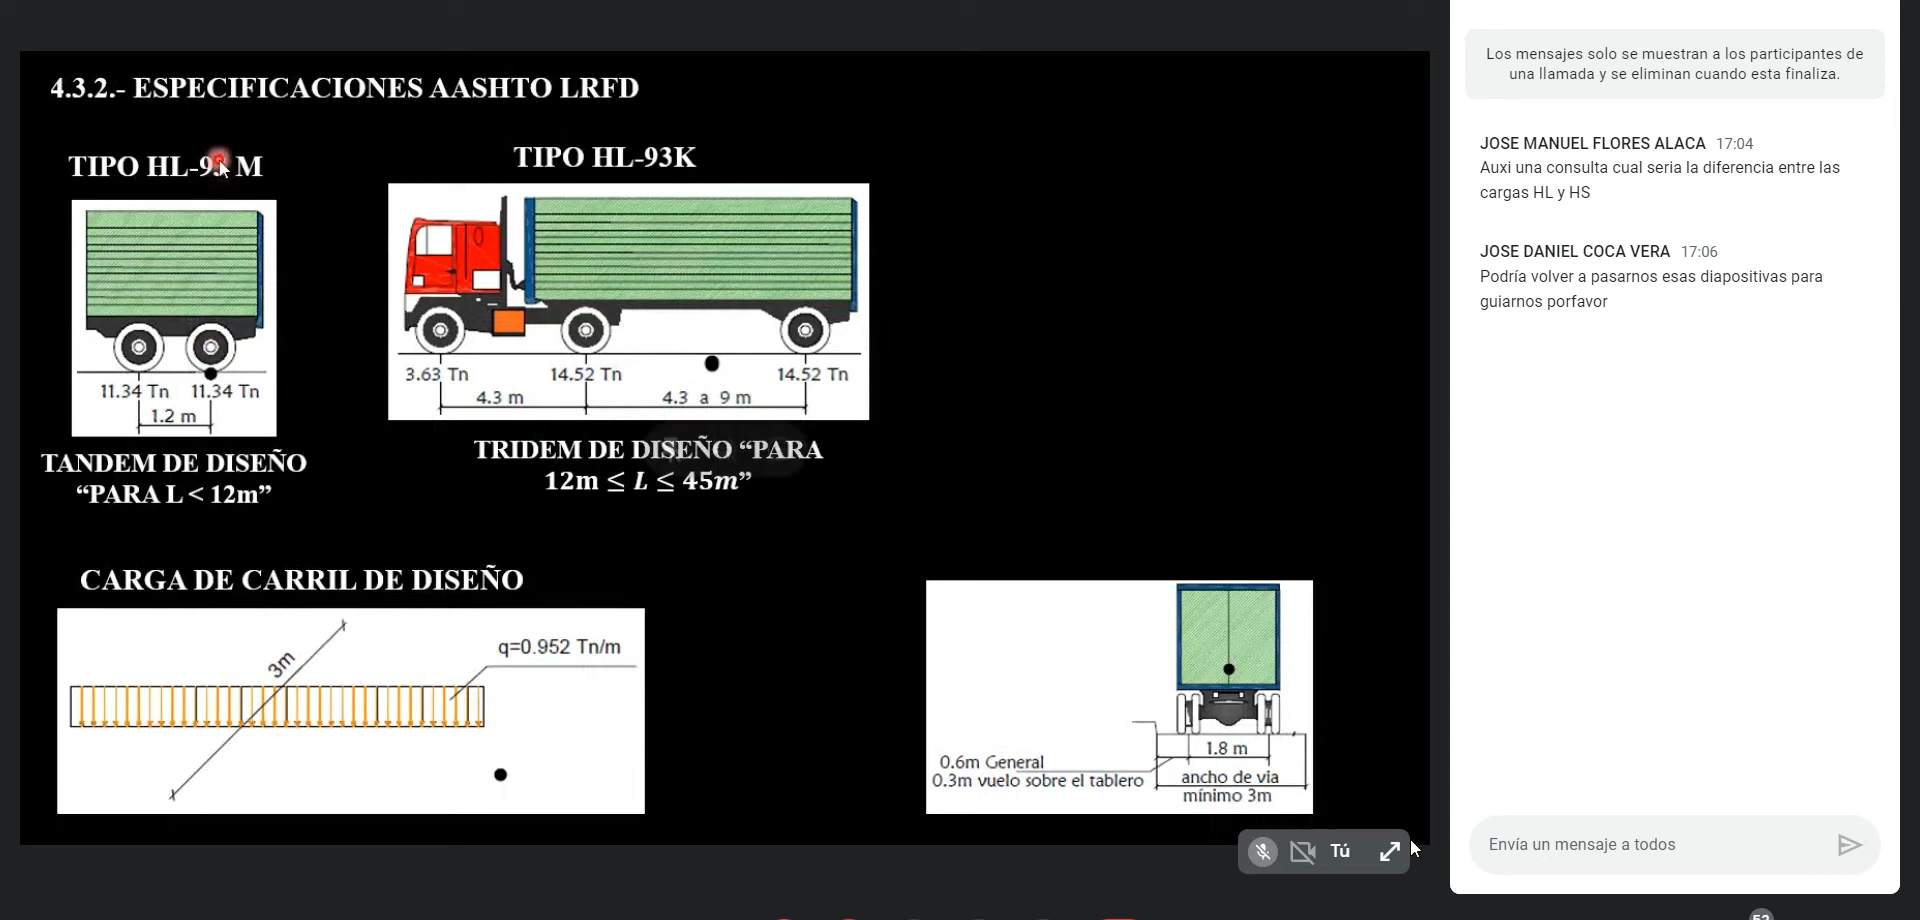 4.3.2.- ESPECIFICACIONES AASHTO LRFD
TIPO HL-93 M
TIPO HL-93K
11.34 Tn 11.34 Tn
1.2 m
3.63 Tn 14.52 Tn 14.52 Tn
4.3 m 4.3 a 9 m
TANDEM DE DISEÑO
“PARA L < 12m”
TRIDEM DE DISEÑO “PARA
12m ≤ L ≤ 45m”
CARGA DE CARRIL DE DISEÑO
3m
q=0.952 Tn/m
1.8 m
0.6m General
0.3m vuelo sobre el tablero
ancho de via
mínimo 3m
Tú
Los mensajes solo se muestran a los participantes de
una llamada y se eliminan cuando esta finaliza.
JOSE MANUEL FLORES ALACA 17:04
Auxi una consulta cual seria la diferencia entre las
cargas HL y HS
JOSE DANIEL COCA VERA 17:06
Podría volver a pasarnos esas diapositivas para
guiarnos porfavor
Envía un mensaje a todos